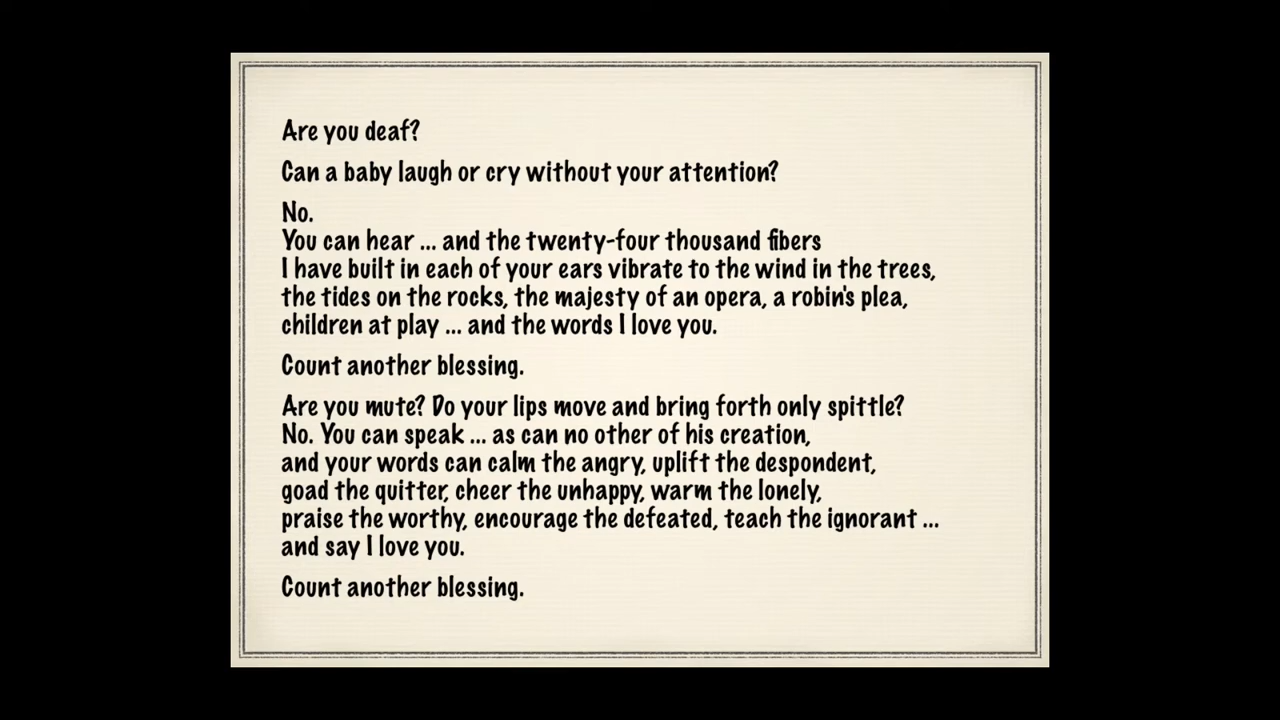 Are you deaf?
Can a baby laugh or cry without your attention?
No.
You can hear ... and the twenty-four thousand fibers
I have built in each of your ears vibrate to the wind in the trees,
the tides on the rocks, the majesty of an opera, a robin's plea,
children at play ... and the words I love you.
Count another blessing.
Are you mute? Do your lips move and bring forth only spittle?
No. You can speak ... as can no other of his creation,
and your words can calm the angry, uplift the despondent,
goad the quitter, cheer the unhappy, warm the lonely,
praise the worthy, encourage the defeated, teach the ignorant ...
and say I love you.
Count another blessing.